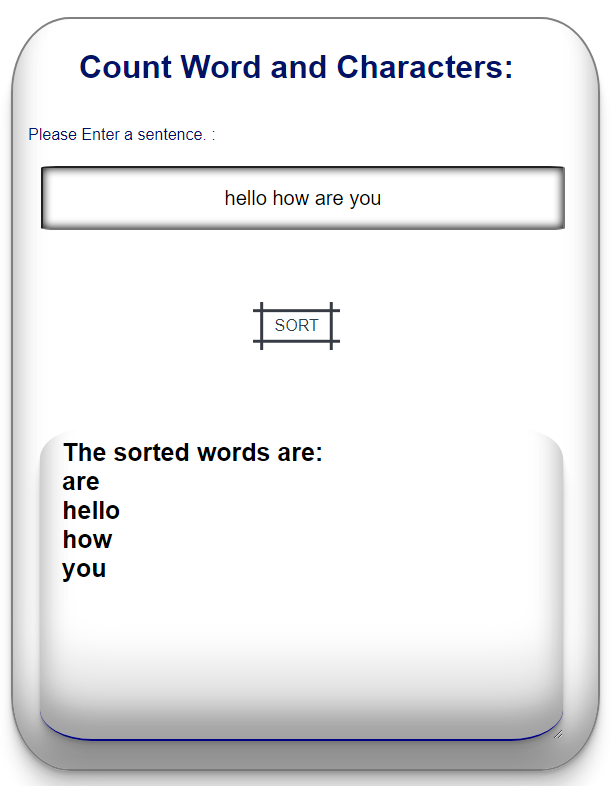 Count Word and Characters:
Please Enter a sentence. :
hello how are you
SORT
The sorted words are:
are
hello
how
you